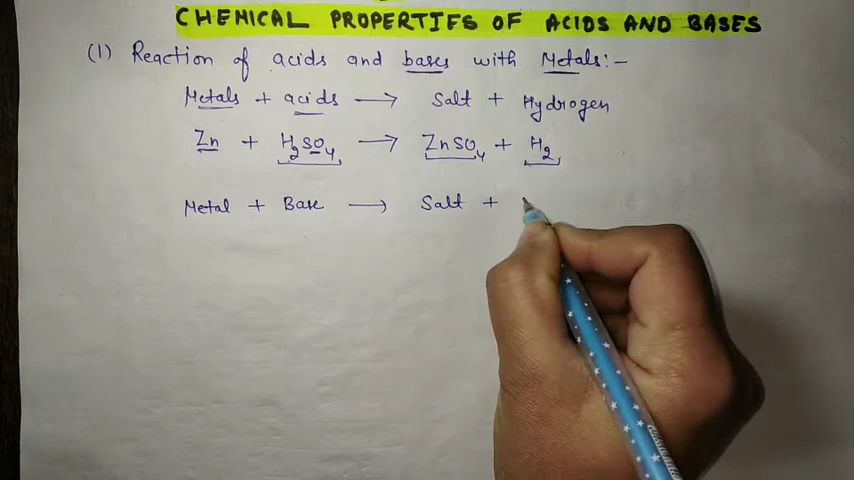 CHEMICAL PROPERTIES OF ACIDS AND BASES
(1) Reaction of acids and bases with Metals:-
Metals + acids → Salt + Hydrogen
Zn + H₂SO₄ → ZnSO₄ + H₂
Metal + Base → Salt +